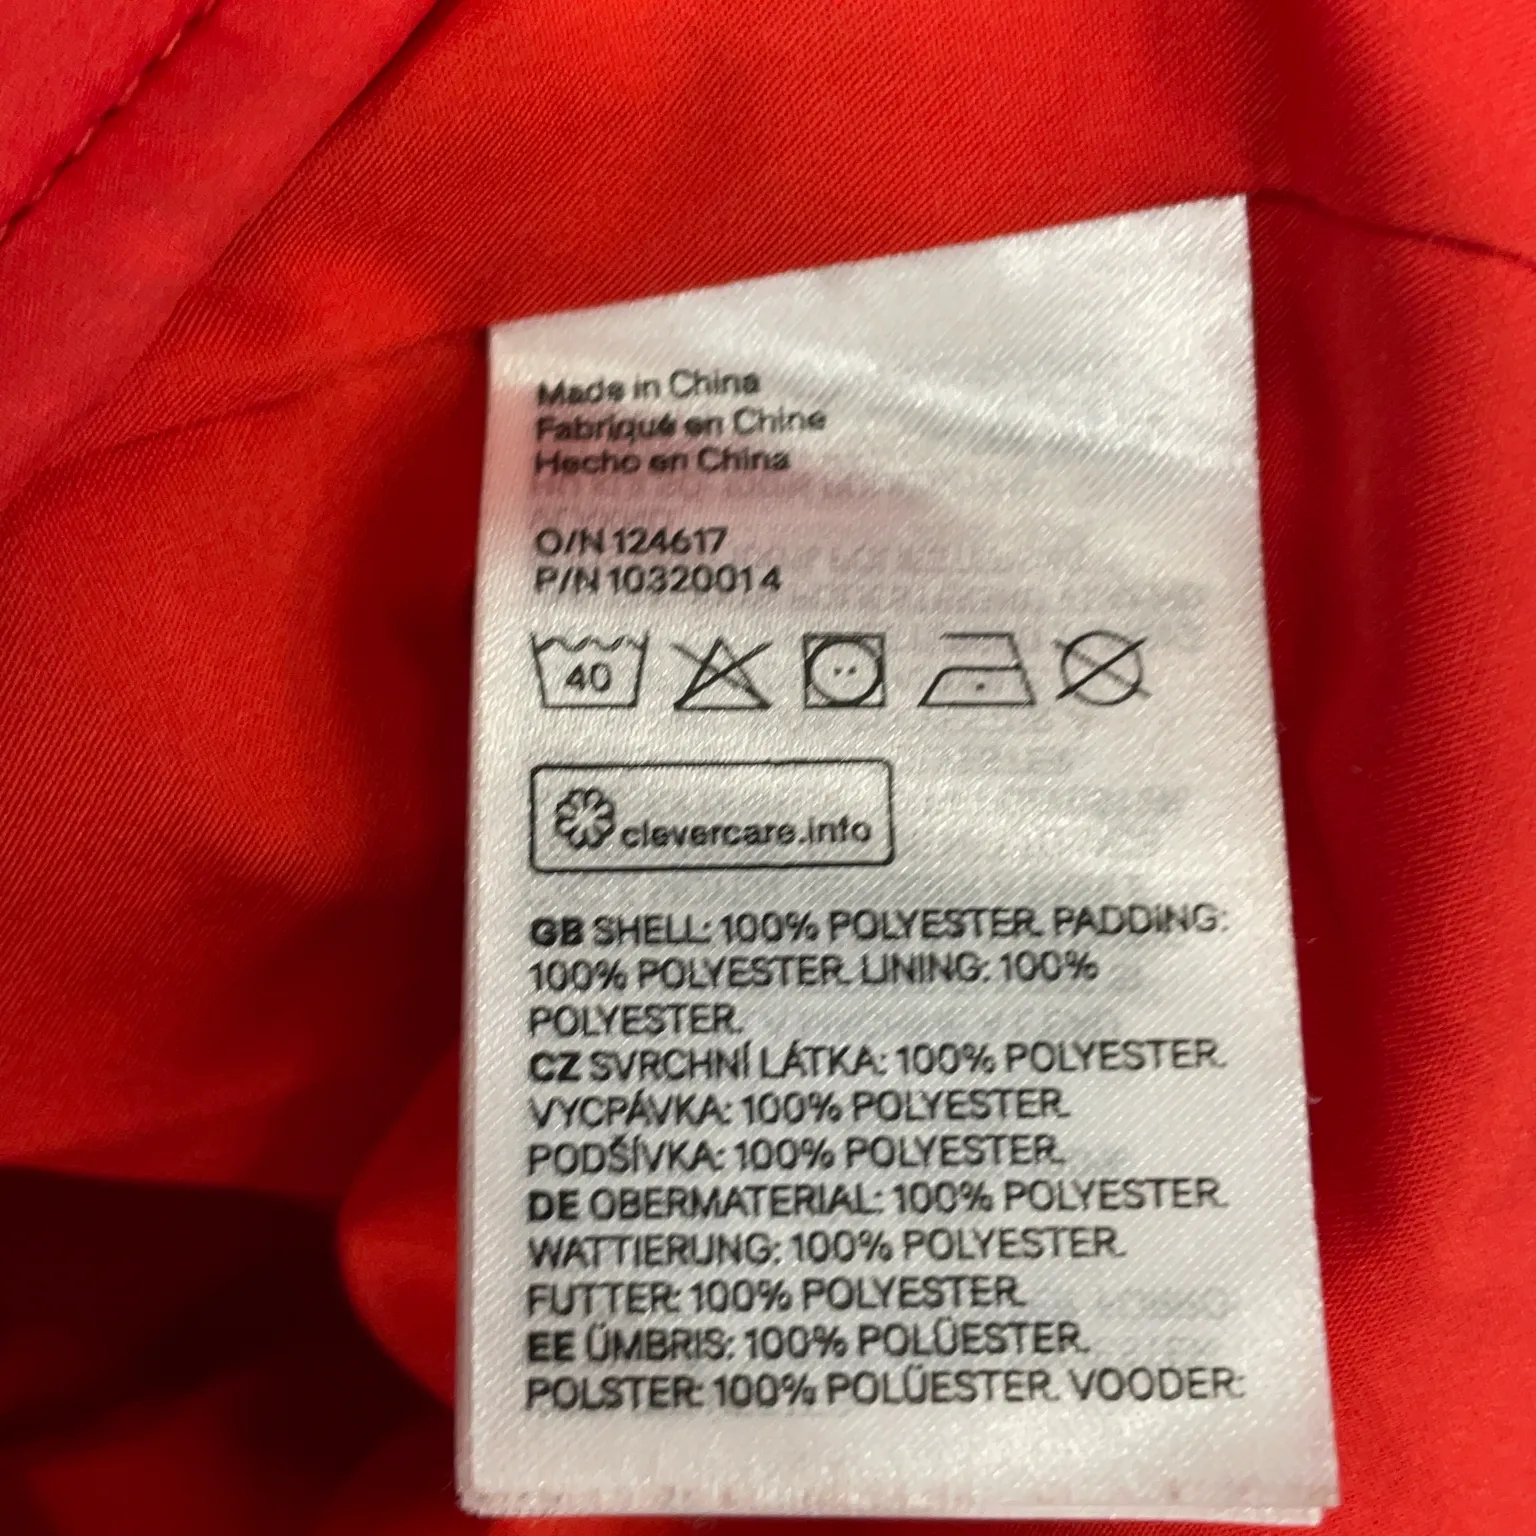 Made in China
Fabriqué en Chine
Hecho en China
O/N 124617
P/N 10320014
40
clevercare.info
GB SHELL: 100% POLYESTER. PADDING:
100% POLYESTER. LINING: 100%
POLYESTER.
CZ SVRCHNÍ LÁTKA: 100% POLYESTER.
VYCPÁVKA: 100% POLYESTER.
PODŠÍVKA: 100% POLYESTER.
DE OBERMATERIAL: 100% POLYESTER.
WATTIERUNG: 100% POLYESTER.
FUTTER: 100% POLYESTER.
EE ÜMBRIS: 100% POLÜESTER.
POLSTER: 100% POLÜESTER. VOODER: